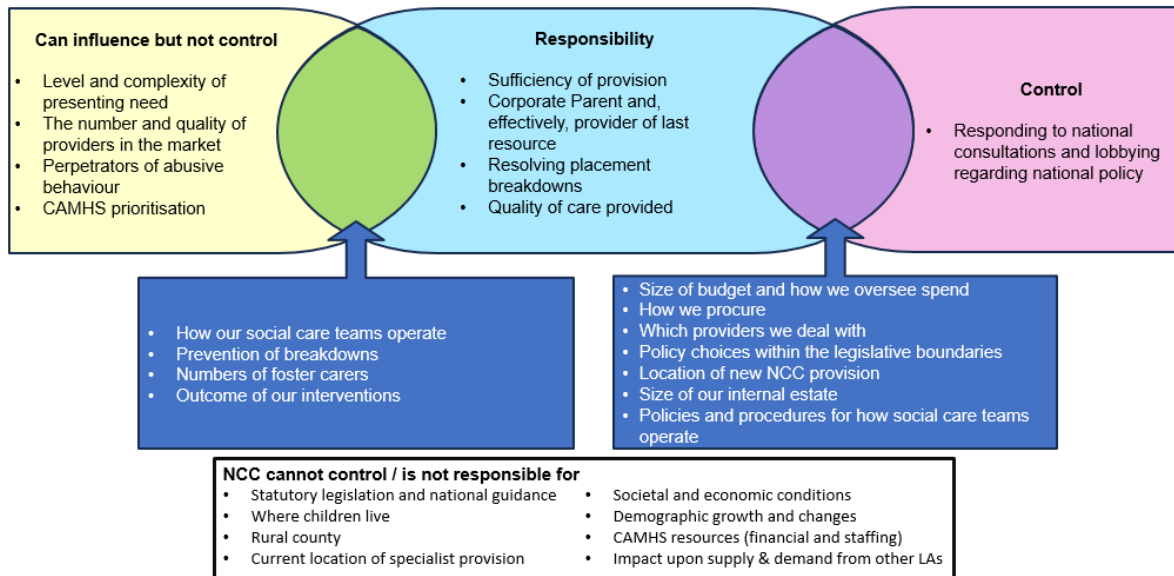 Can influence but not control
• Level and complexity of
presenting need
• The number and quality of
providers in the market
• Perpetrators of abusive
behaviour
• CAMHS prioritisation
Responsibility
• Sufficiency of provision
• Corporate Parent and,
effectively, provider of last
resource
• Resolving placement
breakdowns
• Quality of care provided
Control
• Responding to national
consultations and lobbying
regarding national policy
• How our social care teams operate
• Prevention of breakdowns
• Numbers of foster carers
• Outcome of our interventions
• Size of budget and how we oversee spend
• How we procure
• Which providers we deal with
• Policy choices within the legislative boundaries
• Location of new NCC provision
• Size of our internal estate
• Policies and procedures for how social care teams
operate
NCC cannot control / is not responsible for
• Statutory legislation and national guidance
• Where children live
• Rural county
• Current location of specialist provision
• Societal and economic conditions
• Demographic growth and changes
• CAMHS resources (financial and staffing)
• Impact upon supply & demand from other LAs